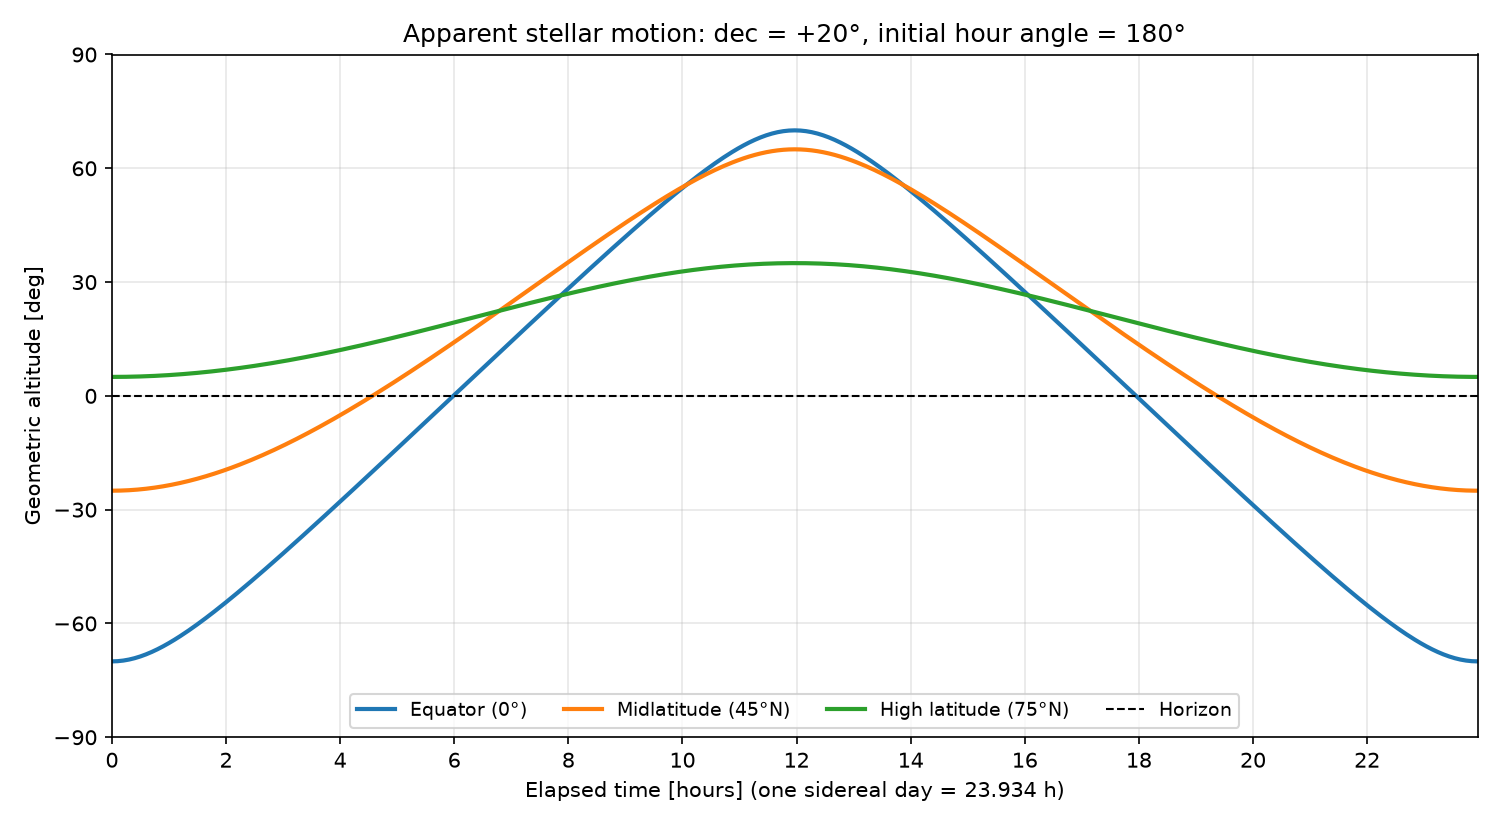 Apparent stellar motion: dec = +20°, initial hour angle = 180°
Geometric altitude [deg]
90
60
30
0
−30
−60
−90
Equator (0°) Midlatitude (45°N) High latitude (75°N) Horizon
0 2 4 6 8 10 12 14 16 18 20 22
Elapsed time [hours] (one sidereal day = 23.934 h)